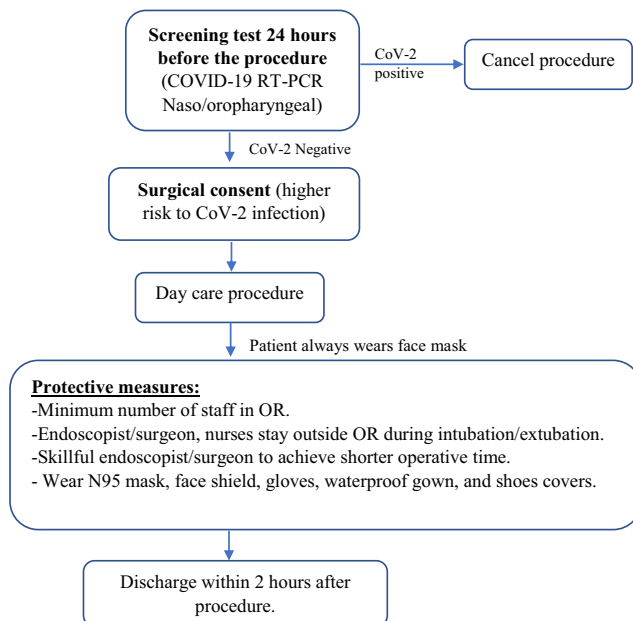 Screening test 24 hours
before the procedure
(COVID-19 RT-PCR
Naso/oropharyngeal)
CoV-2
positive
Cancel procedure
CoV-2 Negative
Surgical consent (higher
risk to CoV-2 infection)
Day care procedure
Patient always wears face mask
Protective measures:
-Minimum number of staff in OR.
-Endoscopist/surgeon, nurses stay outside OR during intubation/extubation.
-Skillful endoscopist/surgeon to achieve shorter operative time.
- Wear N95 mask, face shield, gloves, waterproof gown, and shoes covers.
Discharge within 2 hours after
procedure.